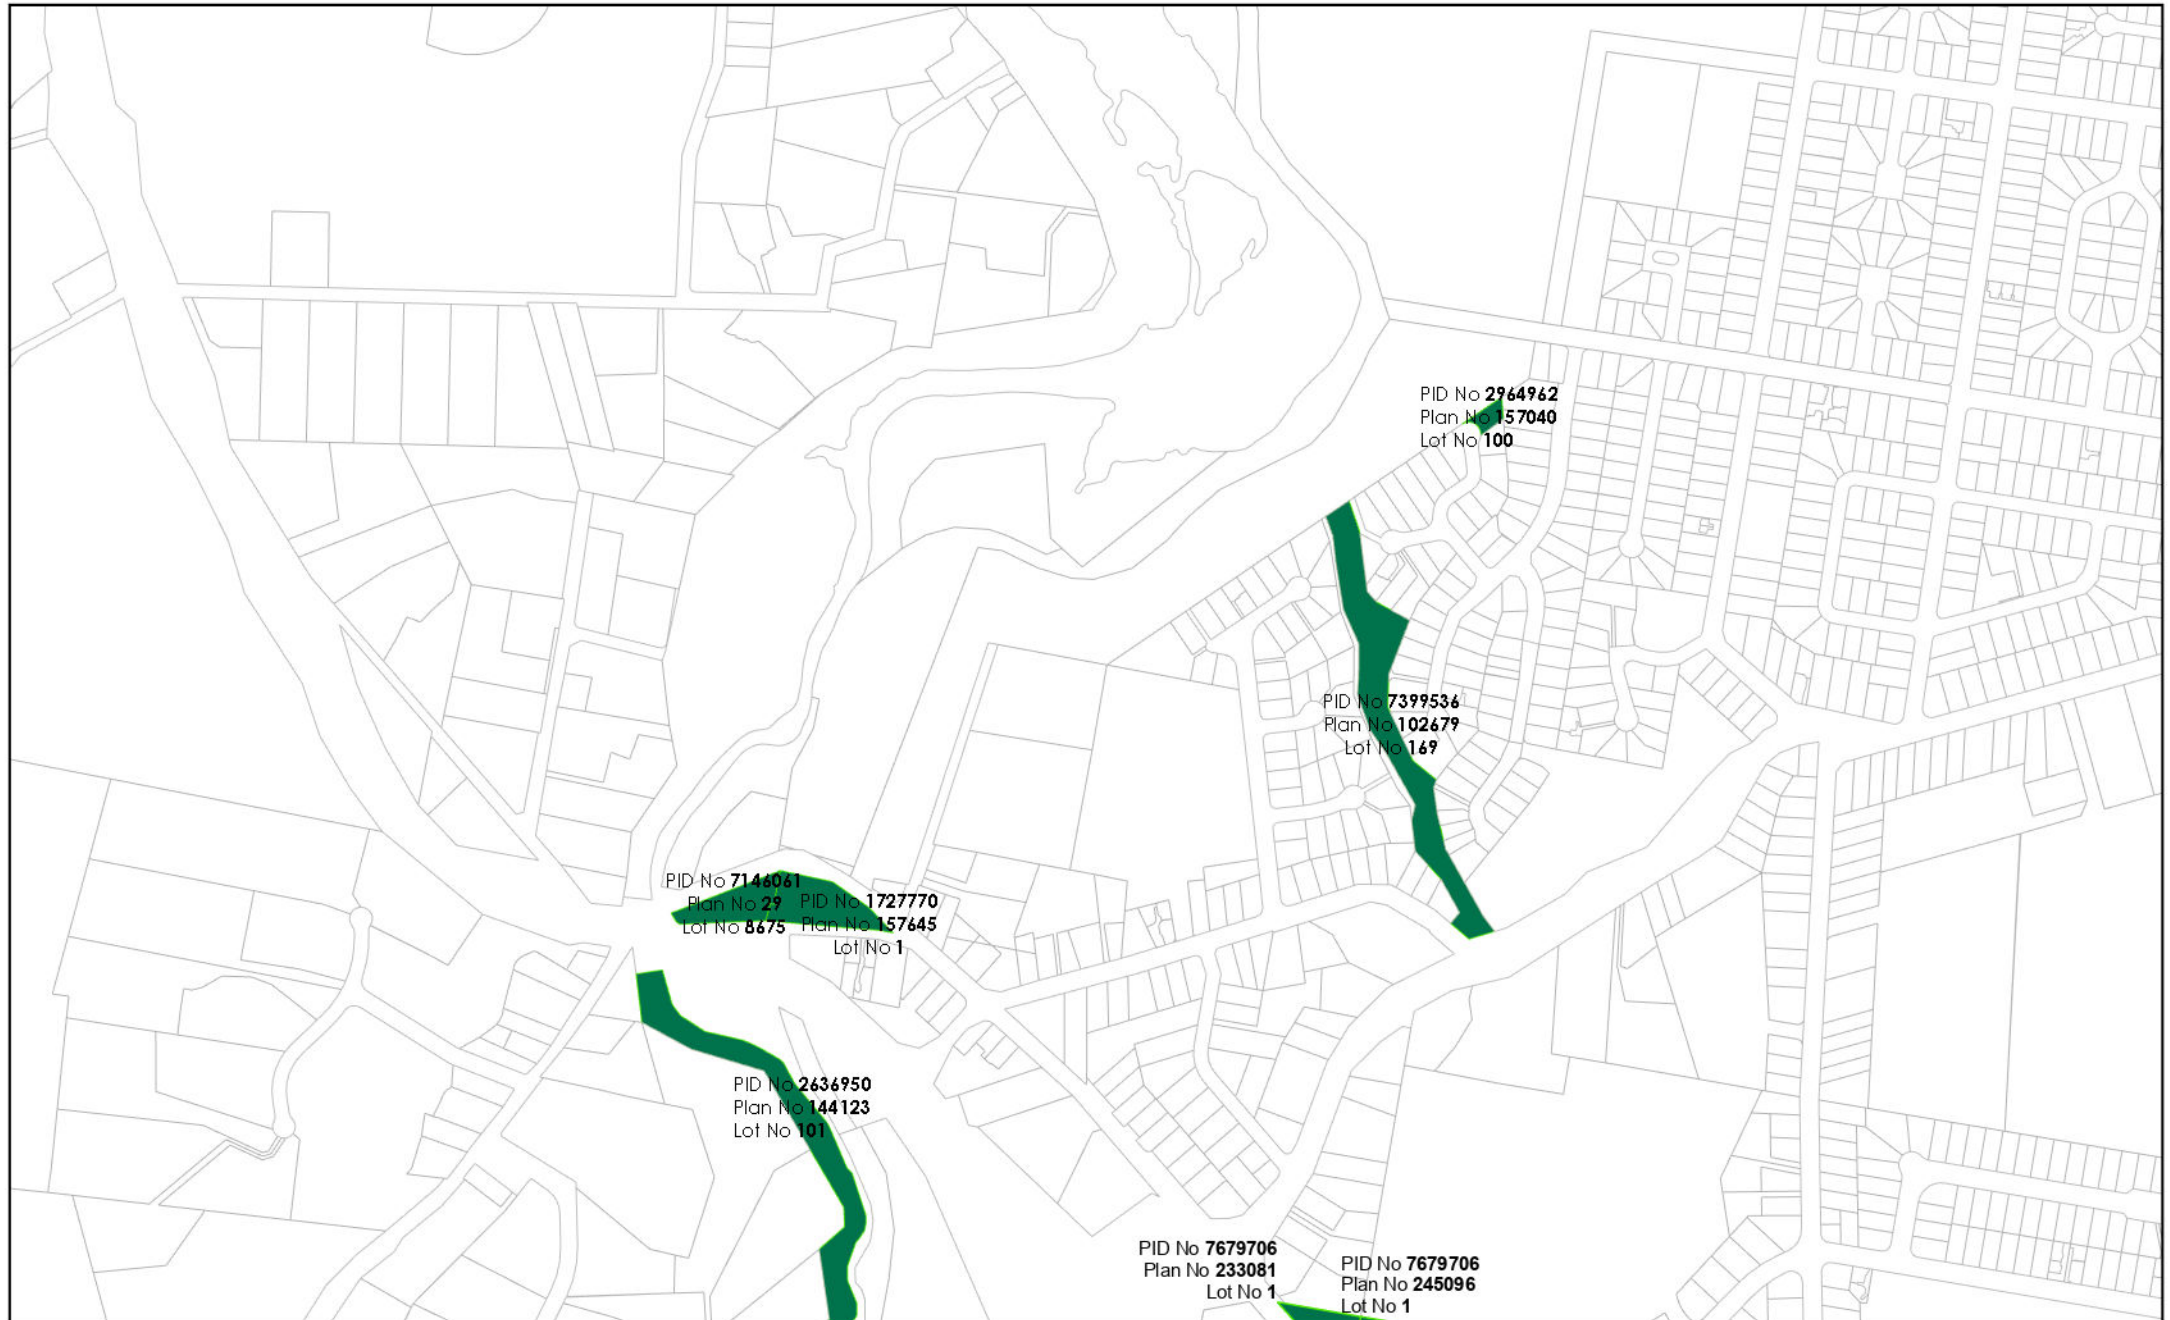 PID No 2964962
Plan No 157040
Lot No 100
PID No 7399536
Plan No 102679
Lot No 169
PID No 7146061
Plan No 29
Lot No 8675
PID No 1727770
Plan No 157645
Lot No 1
PID No 2636950
Plan No 144123
Lot No 101
PID No 7679706
Plan No 233081
Lot No 1
PID No 7679706
Plan No 245096
Lot No 1